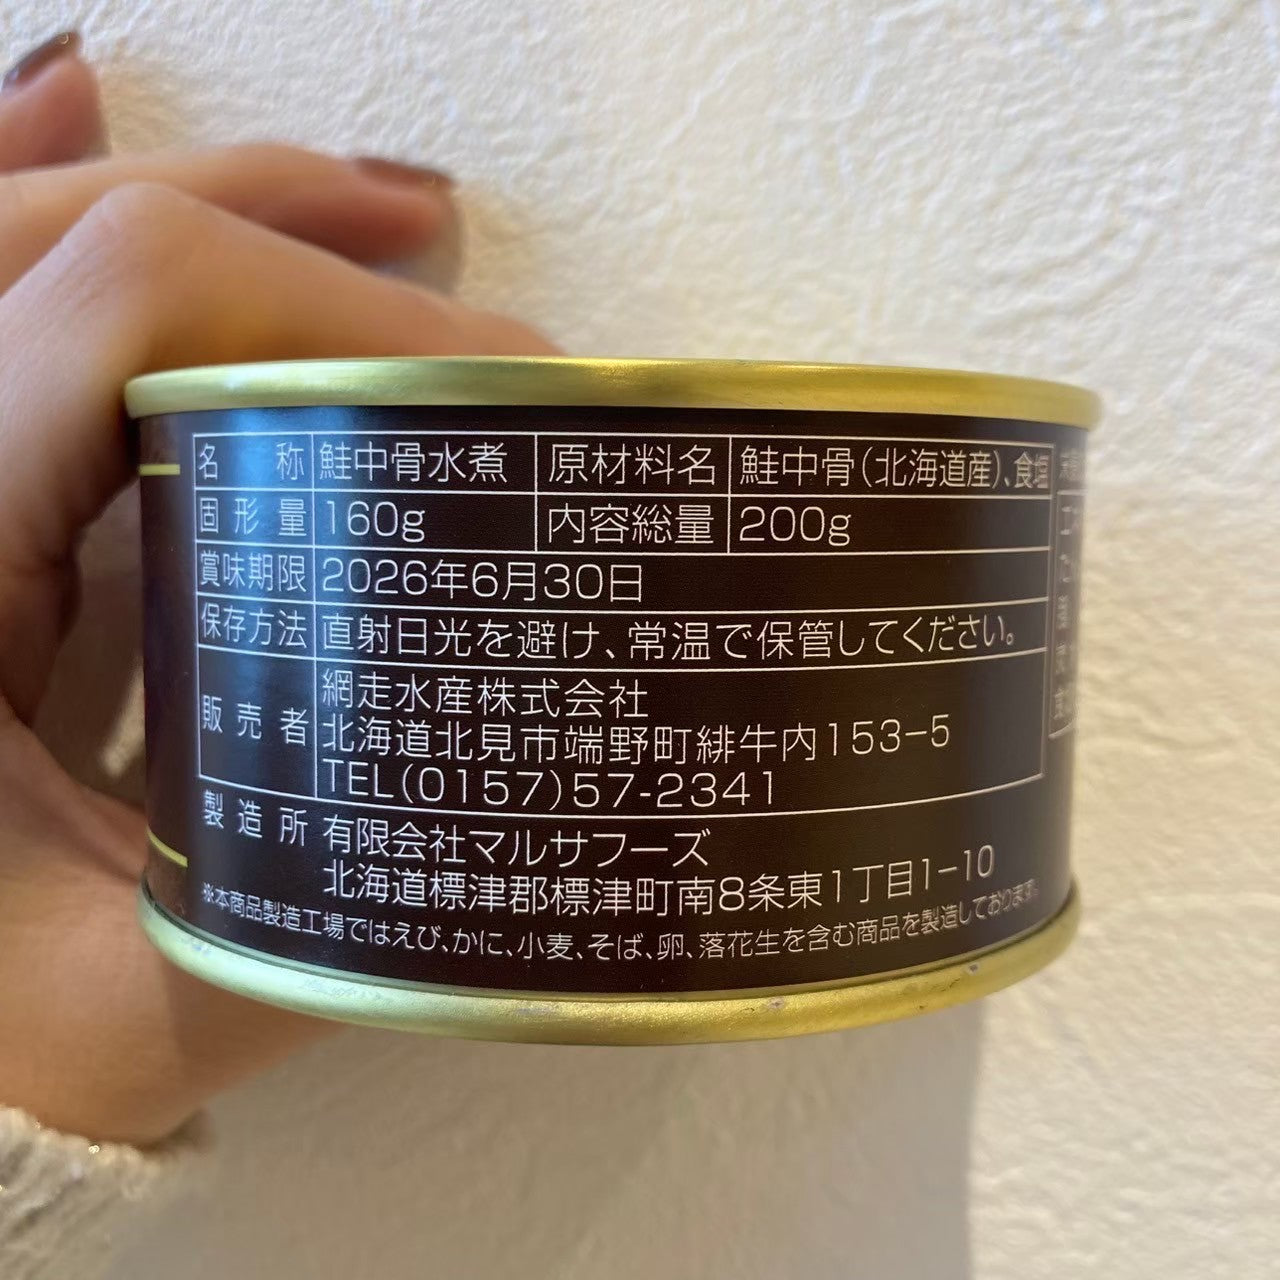 名称 鮭中骨水煮 原材料名 鮭中骨(北海道産)、食塩
固形量 160g 内容総量 200g
賞味期限 2026年6月30日
保存方法 直射日光を避け、常温で保管してください。
販売者 網走水産株式会社
北海道北見市端野町緋牛内153-5
TEL(0157)57-2341
製造所 有限会社マルサフーズ
北海道標津郡標津町南8条東1丁目1-10
※本商品製造工場ではえび、かに、小麦、そば、卵、落花生を含む商品を製造しております。